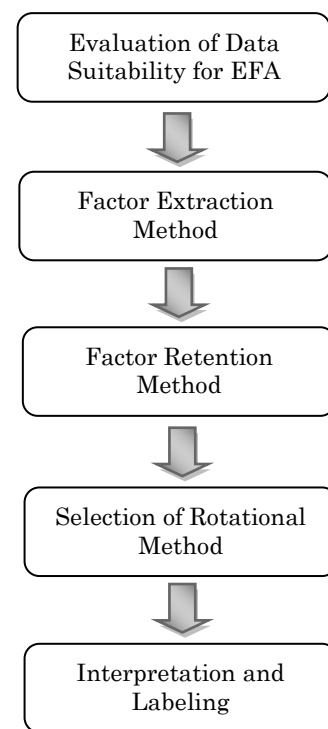 Evaluation of Data
Suitability for EFA
Factor Extraction
Method
Factor Retention
Method
Selection of Rotational
Method
Interpretation and
Labeling